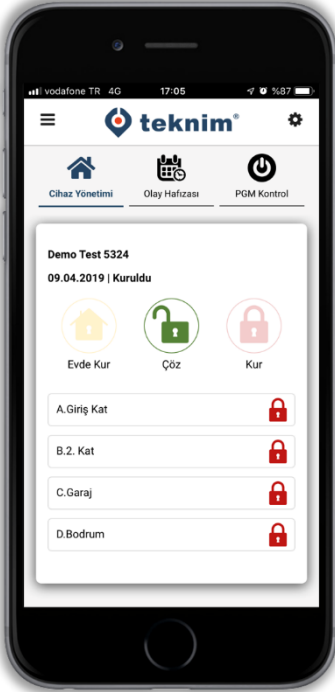 vodafone TR 4G 17:05 %87
teknim®
Cihaz Yönetimi Olay Hafızası PGM Kontrol
Demo Test 5324
09.04.2019 | Kuruldu
Evde Kur Çöz Kur
A.Giriş Kat
B.2. Kat
C.Garaj
D.Bodrum